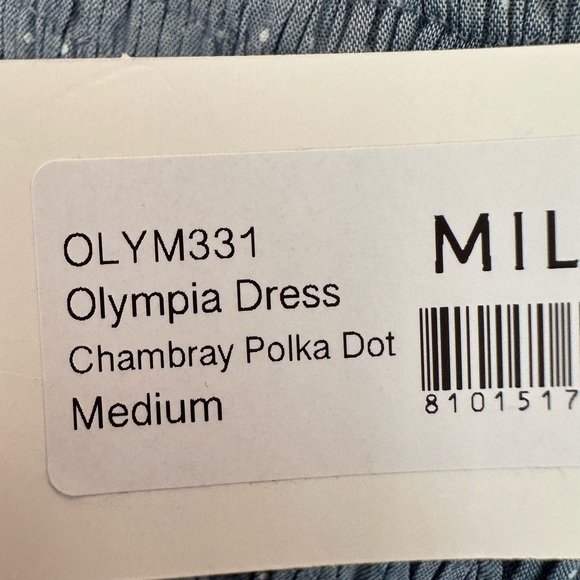 OLYM331
Olympia Dress
Chambray Polka Dot
Medium
MIL
8101517